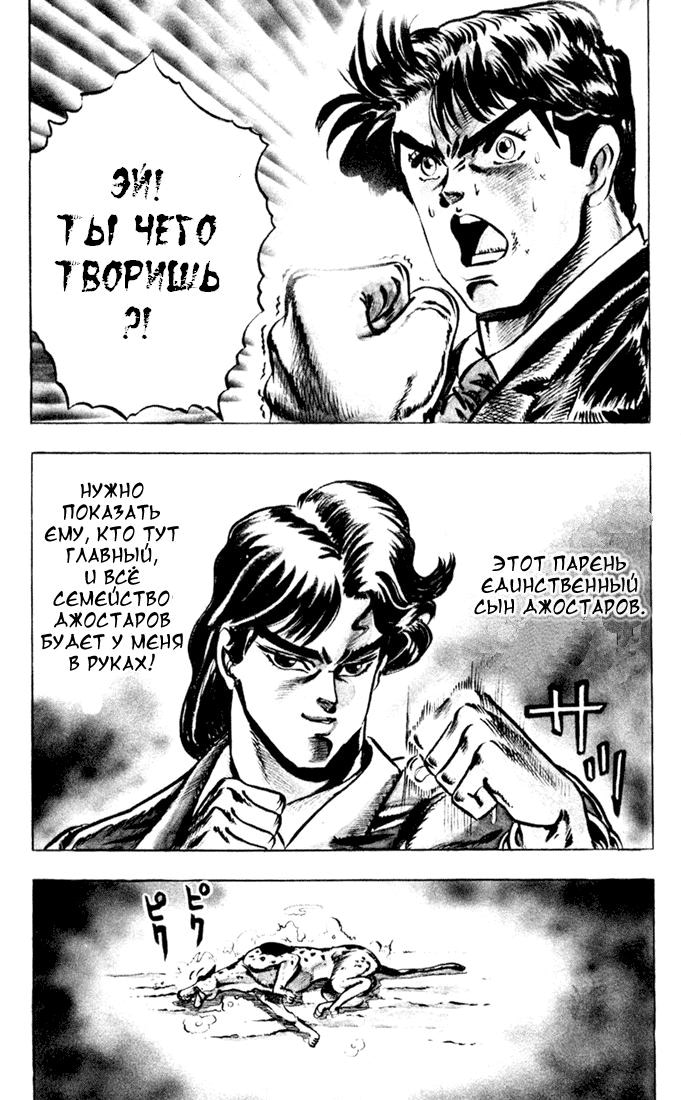 ЭЙ!
ТЫ ЧЕГО
ТВОРИШЬ
?!
ЭТОТ ПАРЕНЬ
ЕДИНСТВЕННЫЙ
СЫН ДЖОСТАРОВ.
НУЖНО
ПОКАЗАТЬ
ЕМУ, КТО ТУТ
ГЛАВНЫЙ,
И ВСЁ
СЕМЕЙСТВО
ДЖОСТАРОВ
БУДЕТ У МЕНЯ
В РУКАХ!
サッ
ピク
ピク